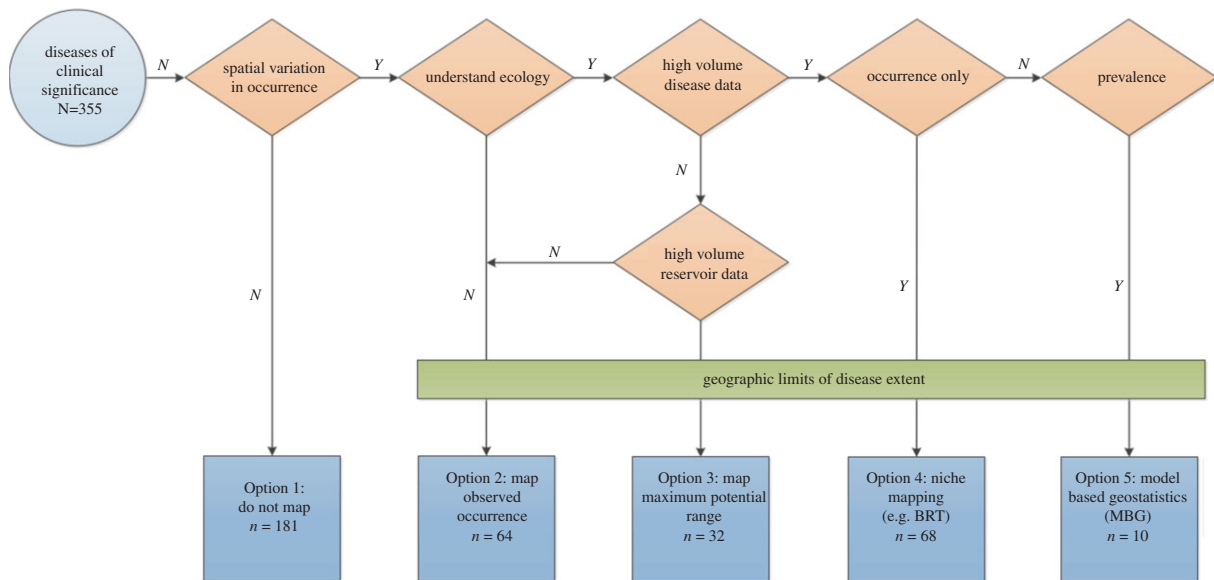 diseases of
clinical
significance
N=355
N
spatial variation
in occurrence
Y
understand ecology
Y
high volume
disease data
Y
occurrence only
N
prevalence
N
high volume
reservoir data
N
N
N
Y
Y
geographic limits of disease extent
Option 1:
do not map
n = 181
Option 2: map
observed
occurrence
n = 64
Option 3: map
maximum potential
range
n = 32
Option 4: niche
mapping
(e.g. BRT)
n = 68
Option 5: model
based geostatistics
(MBG)
n = 10